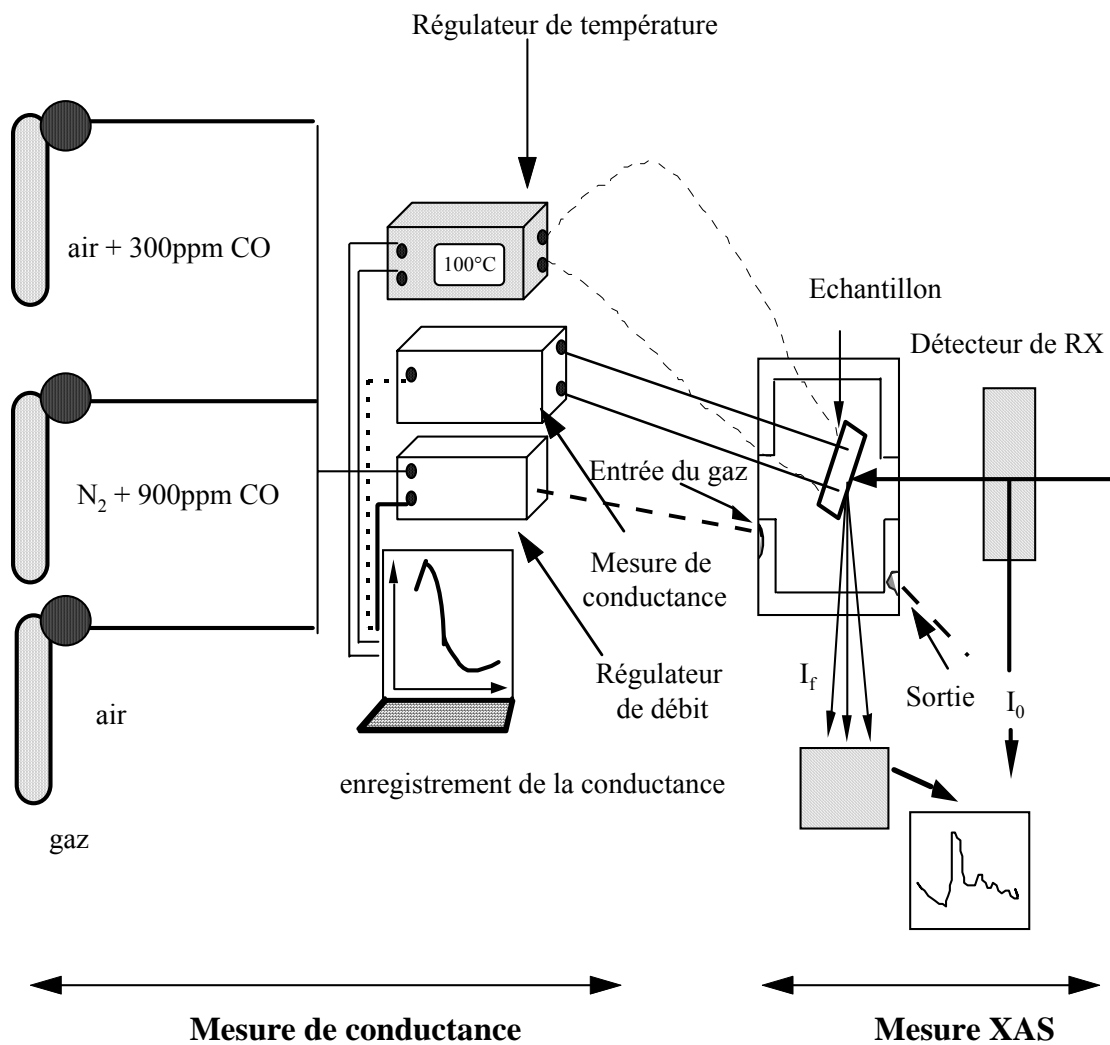 Régulateur de température
air + 300ppm CO
100°C
Echantillon
Détecteur de RX
N2 + 900ppm CO
Entrée du gaz
Mesure de
conductance
Régulateur
de débit
If
Sortie
I0
air
enregistrement de la conductance
gaz
Mesure de conductance
Mesure XAS